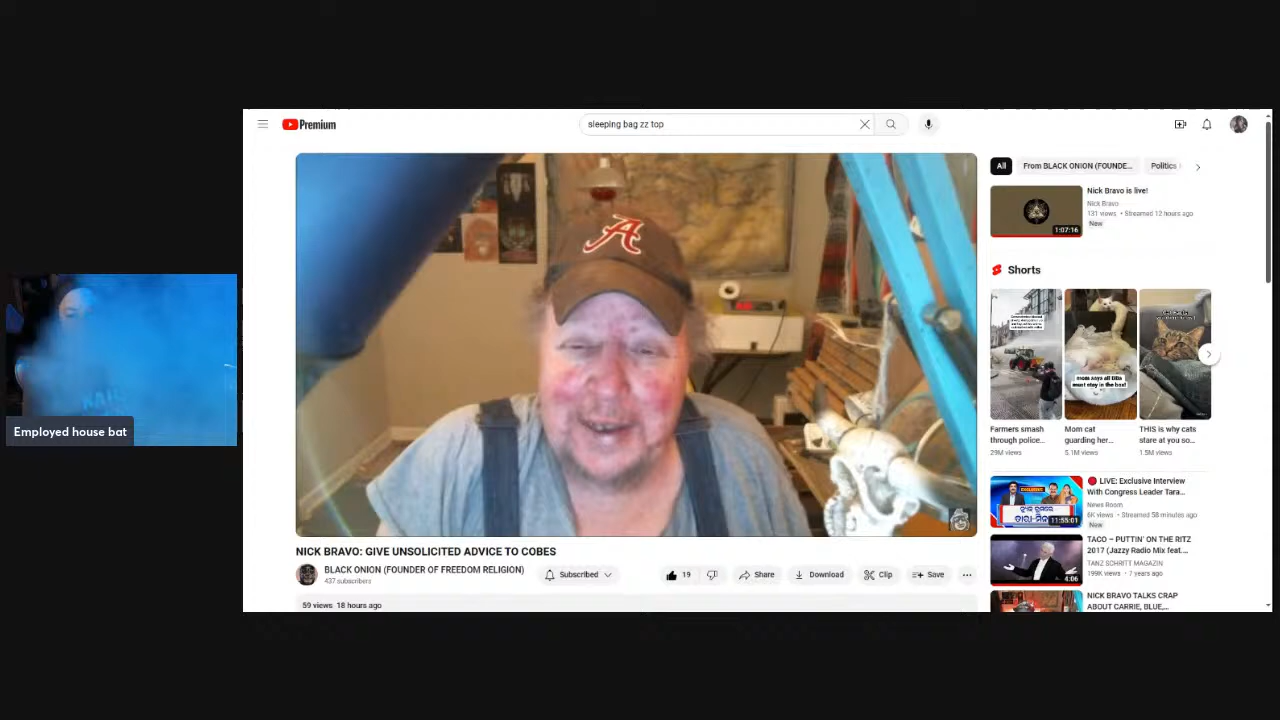 Premium
sleeping bag zz top
All
From BLACK ONION (FOUNDE...
Politics
Nick Bravo is live!
Nick Bravo
131 views • Streamed 12 hours ago
New
1:07:16
Shorts
A
Farmers smash
through police...
29M views
Mom cat
guarding her...
5.1M views
THIS is why cats
stare at you so...
1.5M views
Employed house bat
LIVE: Exclusive Interview
With Congress Leader Tara...
News Room
6K views • Streamed 58 minutes ago
New
11:55:01
TACO – PUTTIN' ON THE RITZ
2017 (Jazzy Radio Mix feat....
TANZ SCHRITT MAGAZIN
199K views • 7 years ago
4:06
NICK BRAVO TALKS CRAP
ABOUT CARRIE, BLUE,...
NICK BRAVO: GIVE UNSOLICITED ADVICE TO COBES
BLACK ONION (FOUNDER OF FREEDOM RELIGION)
437 subscribers
Subscribed
19
Share
Download
Clip
Save
59 views 18 hours ago